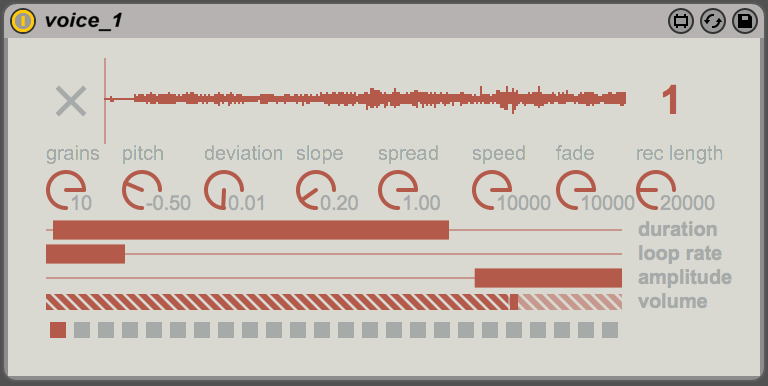 voice_1
1
grains pitch deviation slope spread speed fade rec length
10 -0.50 0.01 0.20 1.00 10000 10000 20000
duration
loop rate
amplitude
volume